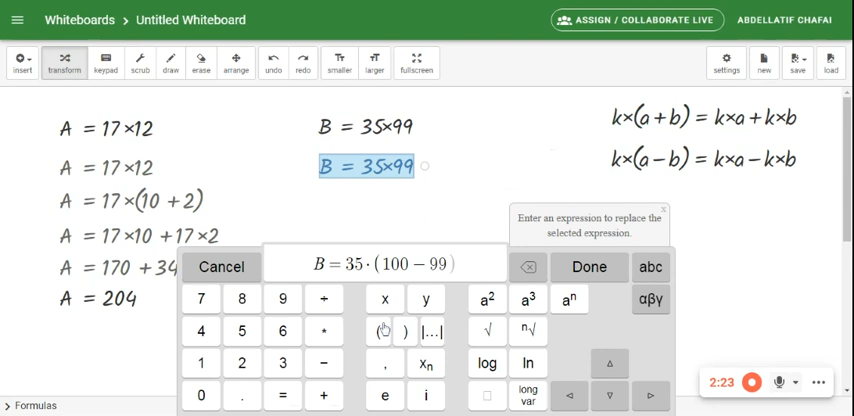 Whiteboards > Untitled Whiteboard
ASSIGN / COLLABORATE LIVE
ABDELLATIF CHAFAI
insert transform keypad scrub draw erase arrange undo redo smaller larger fullscreen settings new save load
A = 17×12
A = 17×12
A = 17×(10 + 2)
A = 17×10 + 17×2
A = 170 + 34
A = 204
B = 35×99
B = 35×99
k×(a + b) = k×a + k×b
k×(a − b) = k×a − k×b
x
Enter an expression to replace the
selected expression.
Cancel
B = 35 · (100 − 99)
Done abc
7 8 9 ÷ x y a² a³ aⁿ αβγ
4 5 6 * ( ) |...| √ ⁿ√
1 2 3 − , xₙ log ln
0 . = + e i long
var
2:23
> Formulas